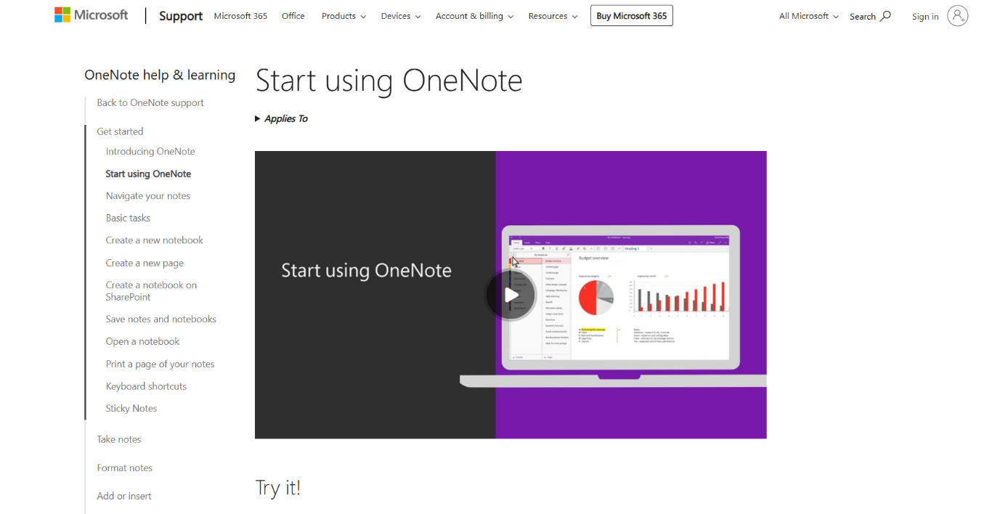 Microsoft
Support
Microsoft 365
Office
Products
Devices
Account & billing
Resources
Buy Microsoft 365
All Microsoft
Search
Sign in
OneNote help & learning
Back to OneNote support
Get started
Introducing OneNote
Start using OneNote
Navigate your notes
Basic tasks
Create a new notebook
Create a new page
Create a notebook on
SharePoint
Save notes and notebooks
Open a notebook
Print a page of your notes
Keyboard shortcuts
Sticky Notes
Take notes
Format notes
Add or insert
Start using OneNote
Applies To
Start using OneNote
Heading 1
Budget overview
Try it!